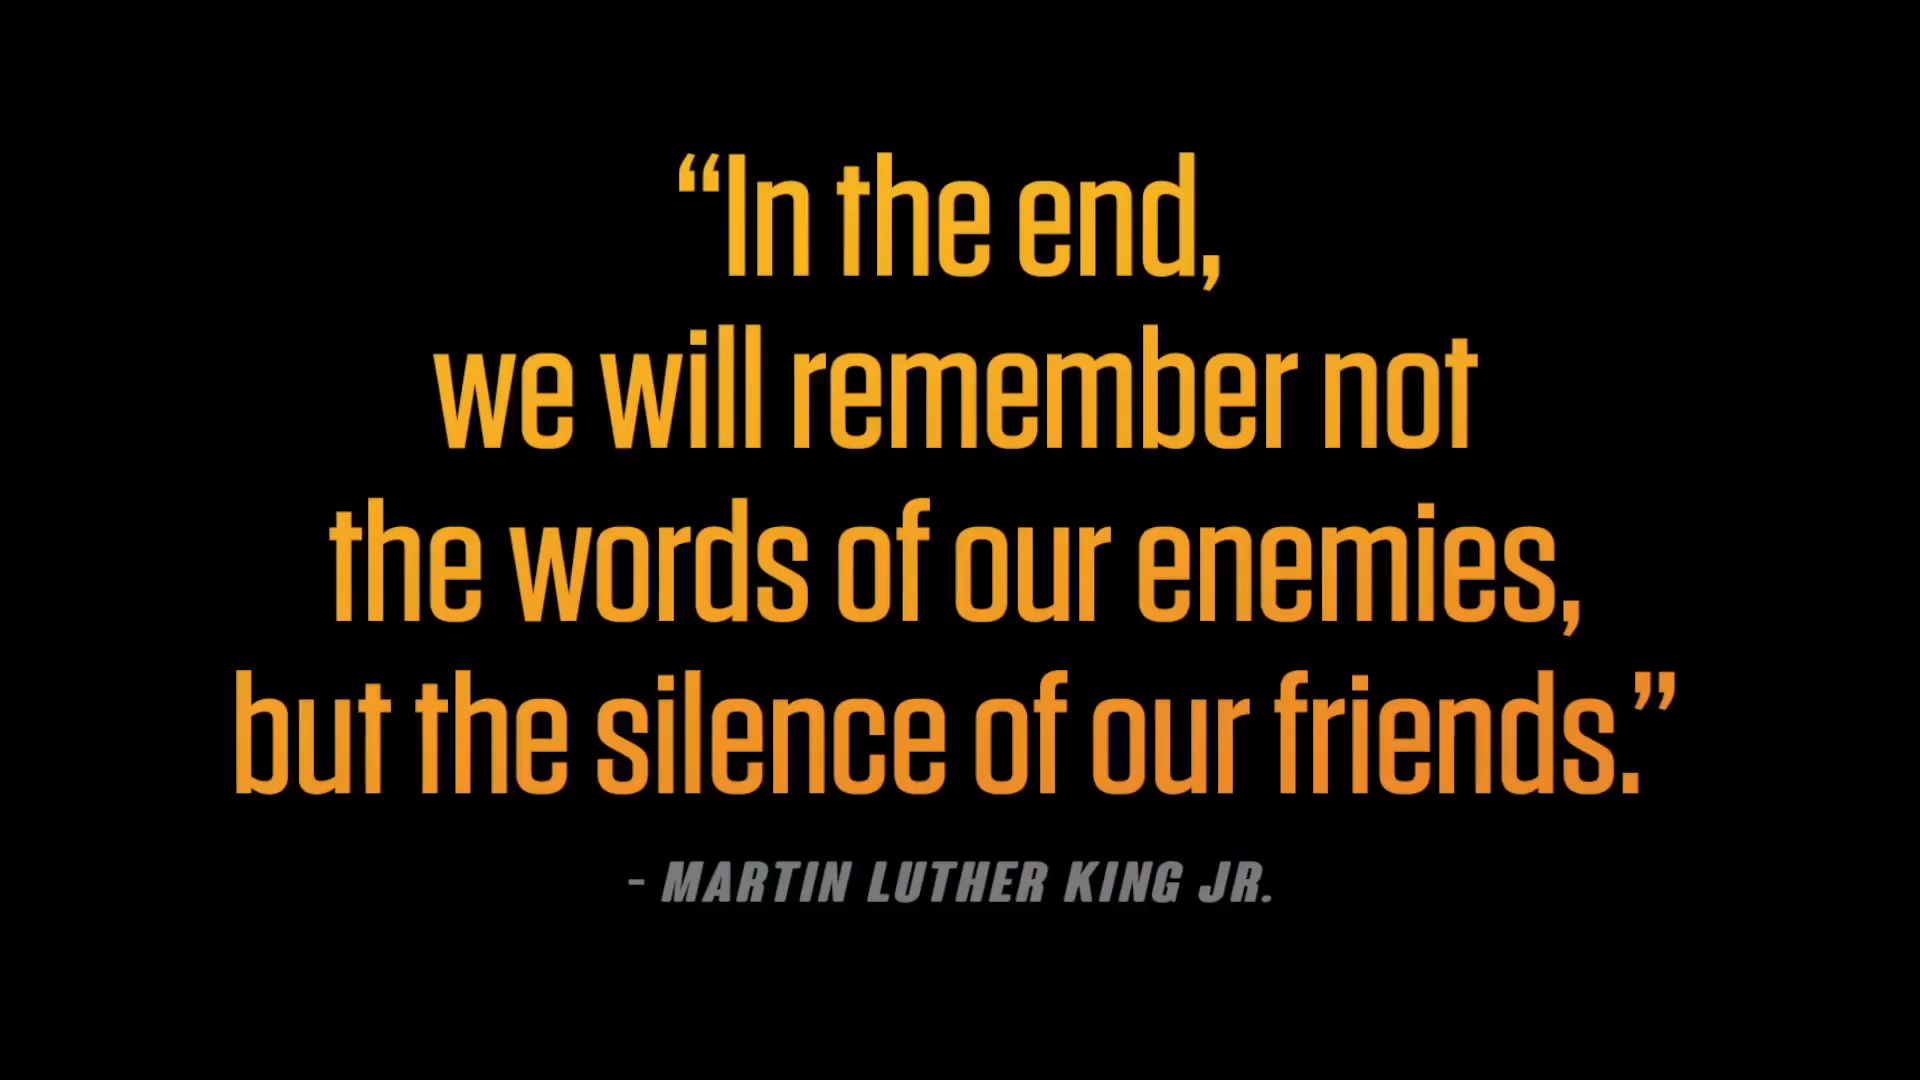 “In the end,
we will remember not
the words of our enemies,
but the silence of our friends.”
- MARTIN LUTHER KING JR.